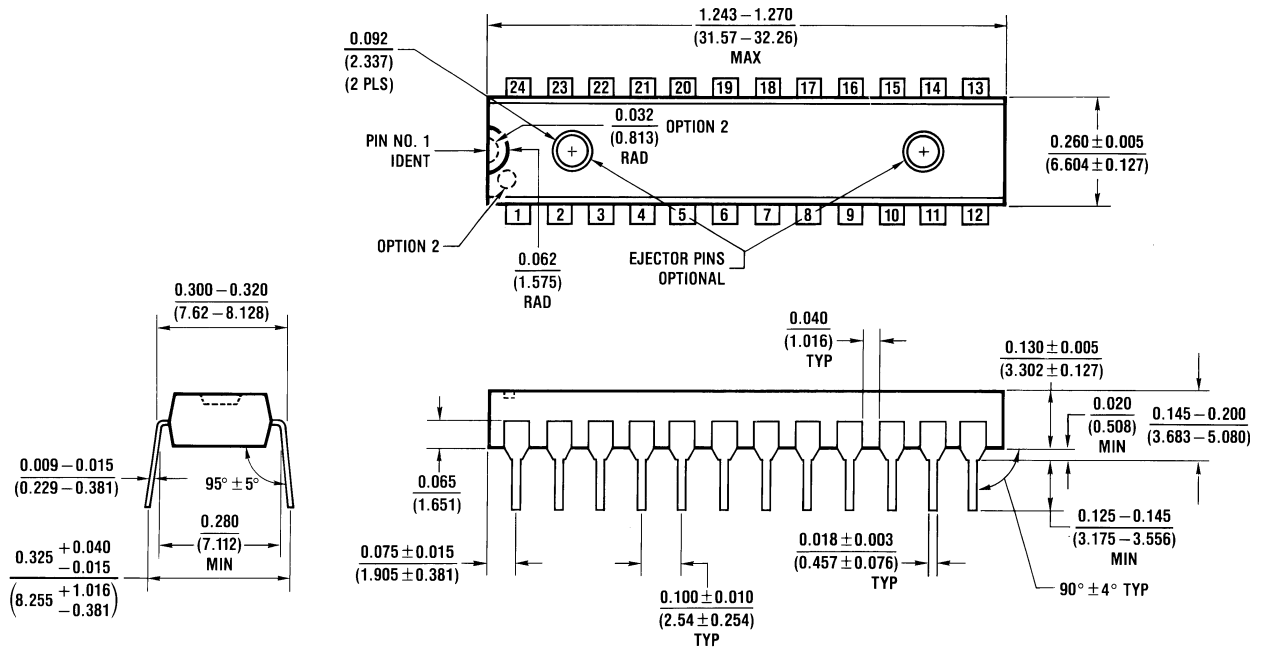 1.243 – 1.270
(31.57 – 32.26)
MAX
0.092
(2.337)
(2 PLS)
24 23 22 21 20 19 18 17 16 15 14 13
0.032
(0.813)
RAD
OPTION 2
PIN NO. 1
IDENT
0.260 ± 0.005
(6.604 ± 0.127)
1 2 3 4 5 6 7 8 9 10 11 12
OPTION 2
0.062
(1.575)
RAD
EJECTOR PINS
OPTIONAL
0.300 – 0.320
(7.62 – 8.128)
0.009 – 0.015
(0.229 – 0.381)
95° ± 5°
0.280
(7.112)
MIN
0.325 +0.040
–0.015
(8.255 +1.016
–0.381)
0.040
(1.016)
TYP
0.130 ± 0.005
(3.302 ± 0.127)
0.020
(0.508)
MIN
0.145 – 0.200
(3.683 – 5.080)
0.065
(1.651)
0.075 ± 0.015
(1.905 ± 0.381)
0.100 ± 0.010
(2.54 ± 0.254)
TYP
0.018 ± 0.003
(0.457 ± 0.076)
TYP
0.125 – 0.145
(3.175 – 3.556)
MIN
90° ± 4° TYP